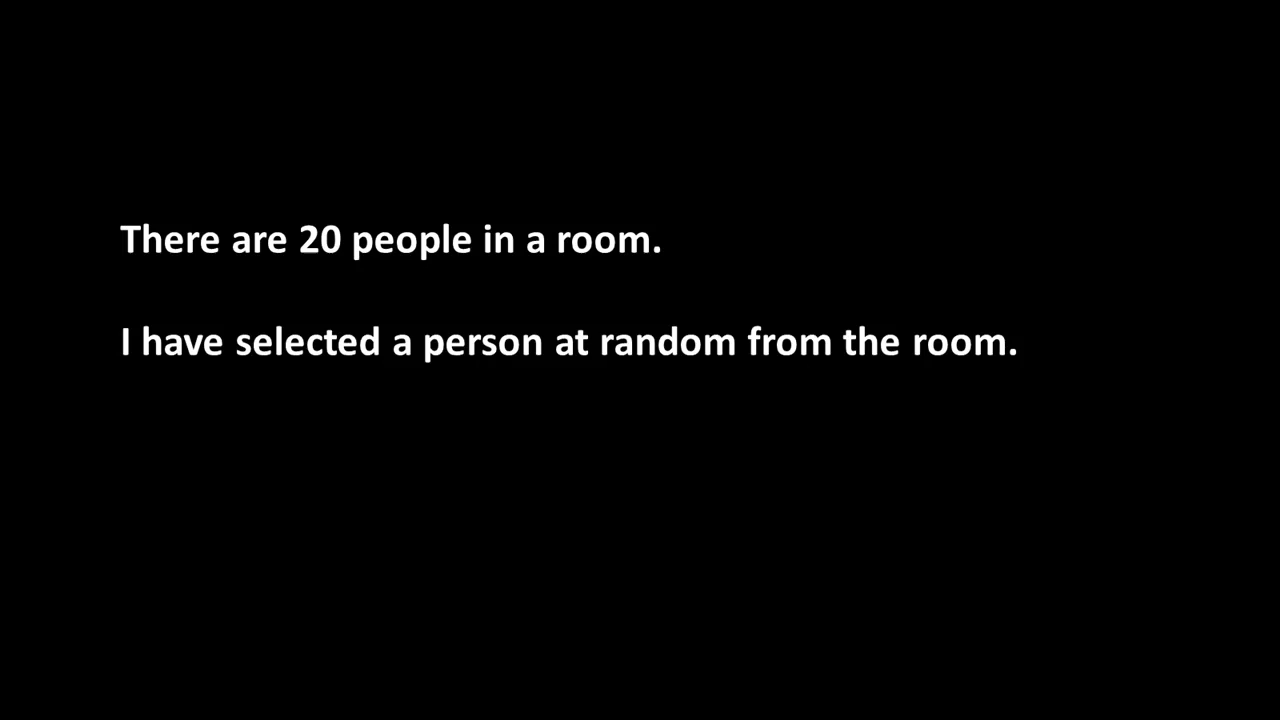 There are 20 people in a room.
I have selected a person at random from the room.